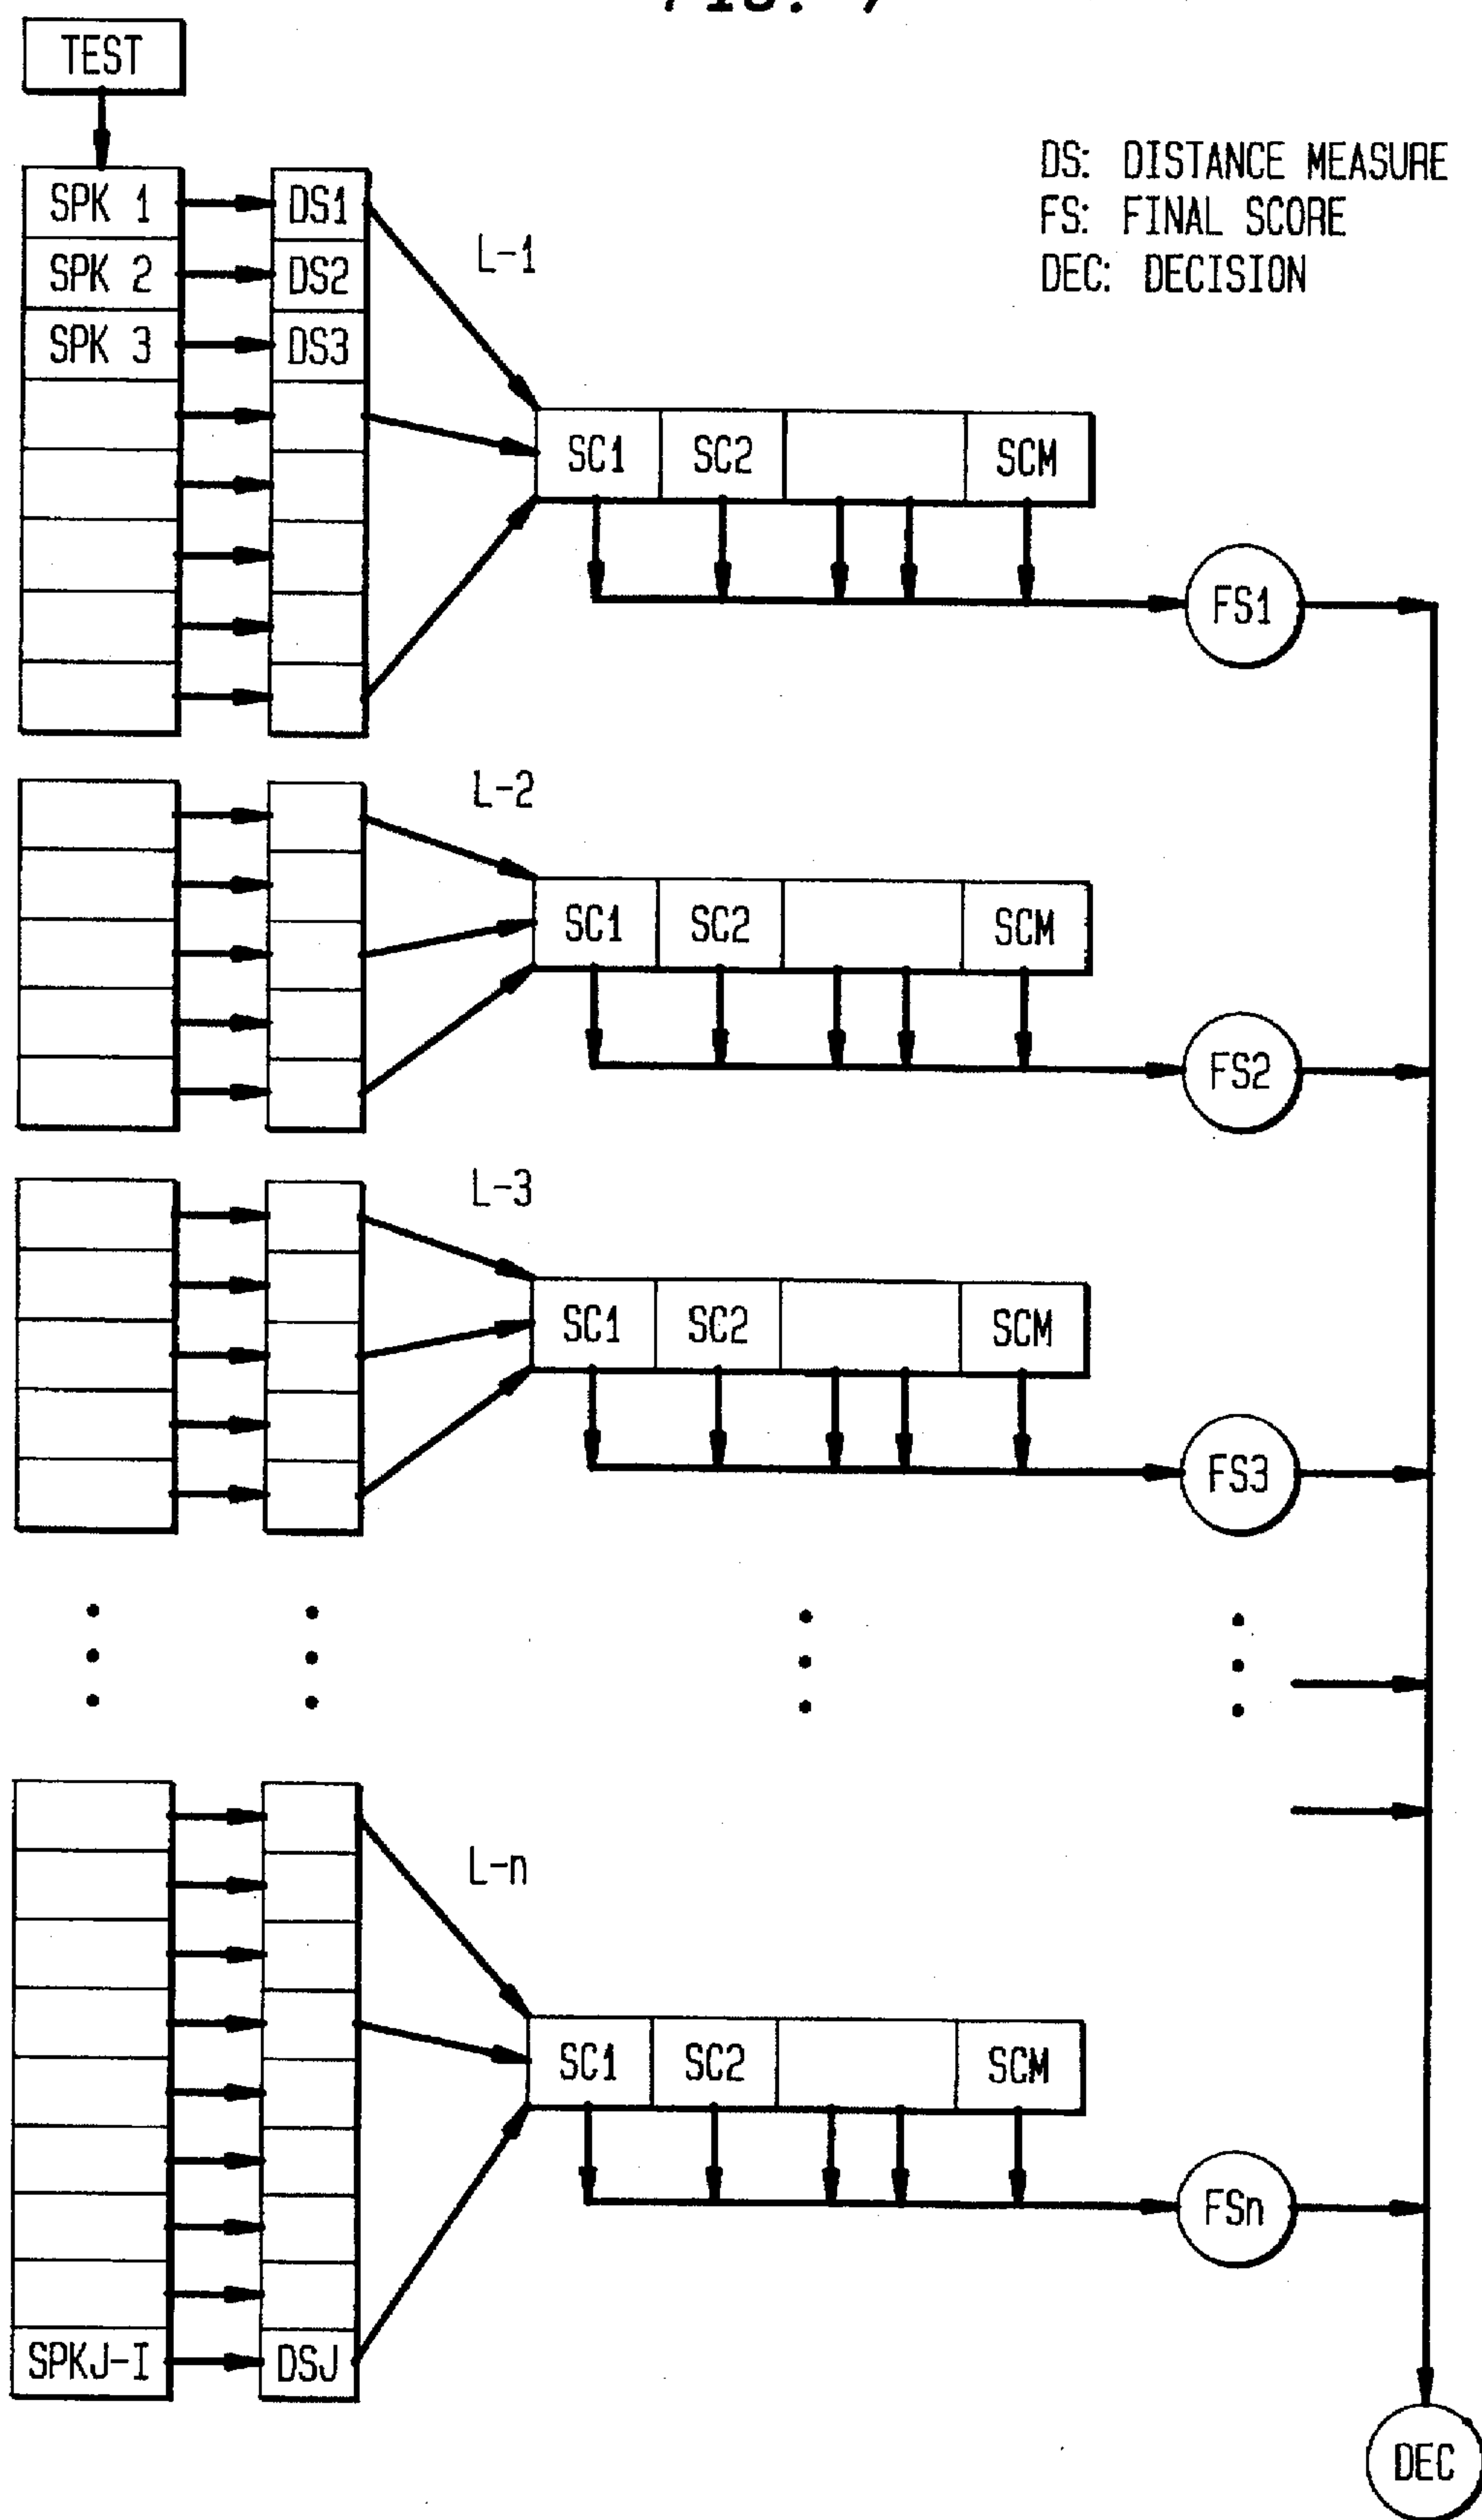 TEST
DS: DISTANCE MEASURE
FS: FINAL SCORE
DEC: DECISION
SPK 1 DS1
SPK 2 DS2
SPK 3 DS3
L-1
SC1 SC2 SCM
FS1
L-2
SC1 SC2 SCM
FS2
L-3
SC1 SC2 SCM
FS3
L-n
SC1 SC2 SCM
FSn
SPKJ-I DSJ
DEC